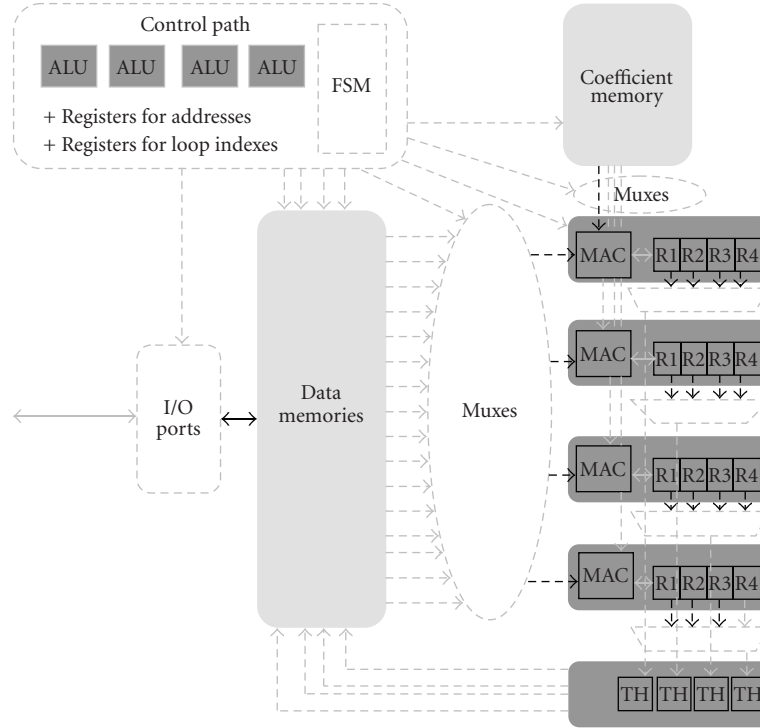 Control path
ALU ALU ALU ALU
FSM
+ Registers for addresses
+ Registers for loop indexes
Coefficient
memory
Muxes
MAC R1 R2 R3 R4
MAC R1 R2 R3 R4
I/O
ports
Data
memories
Muxes
MAC R1 R2 R3 R4
MAC R1 R2 R3 R4
TH TH TH TH